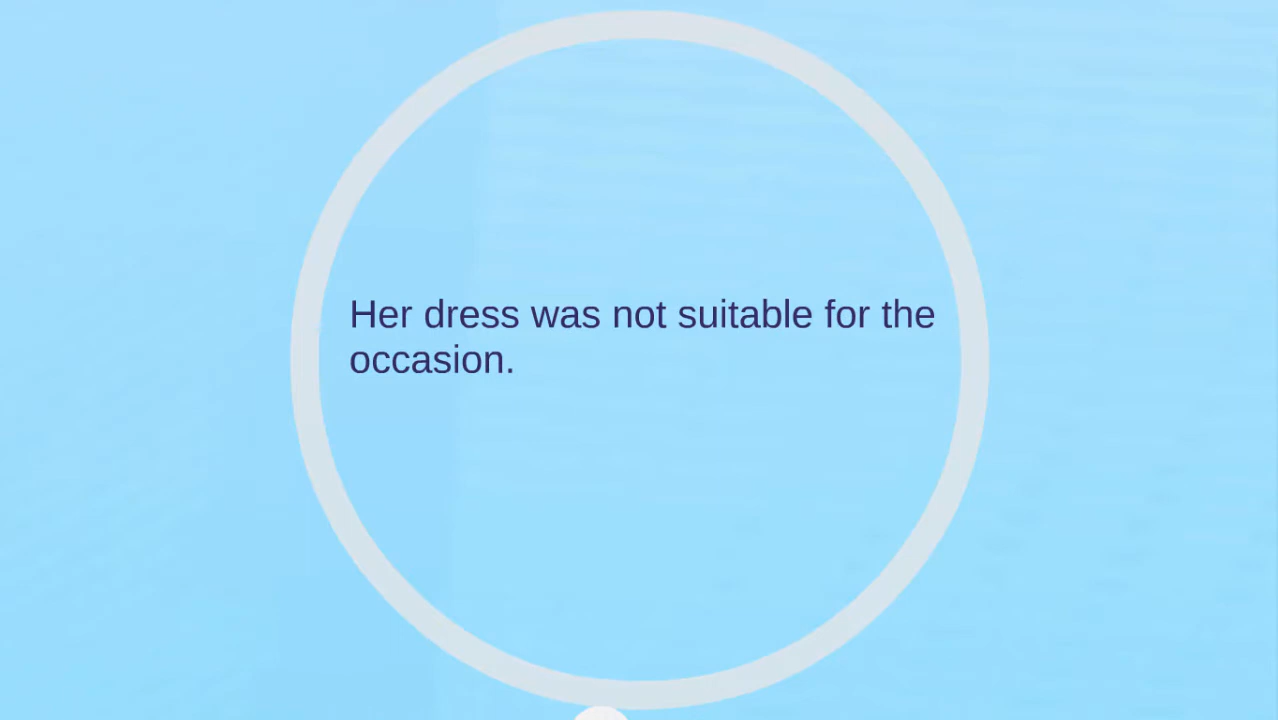 Her dress was not suitable for the
occasion.